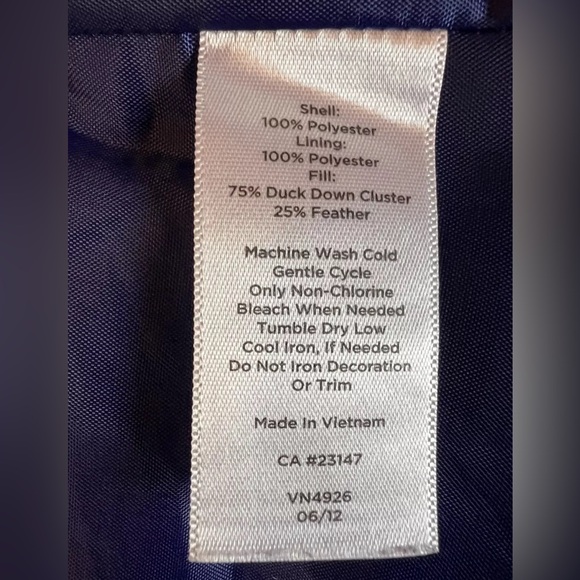 Shell:
100% Polyester
Lining:
100% Polyester
Fill:
75% Duck Down Cluster
25% Feather
Machine Wash Cold
Gentle Cycle
Only Non-Chlorine
Bleach When Needed
Tumble Dry Low
Cool Iron, If Needed
Do Not Iron Decoration
Or Trim
Made In Vietnam
CA #23147
VN4926
06/12